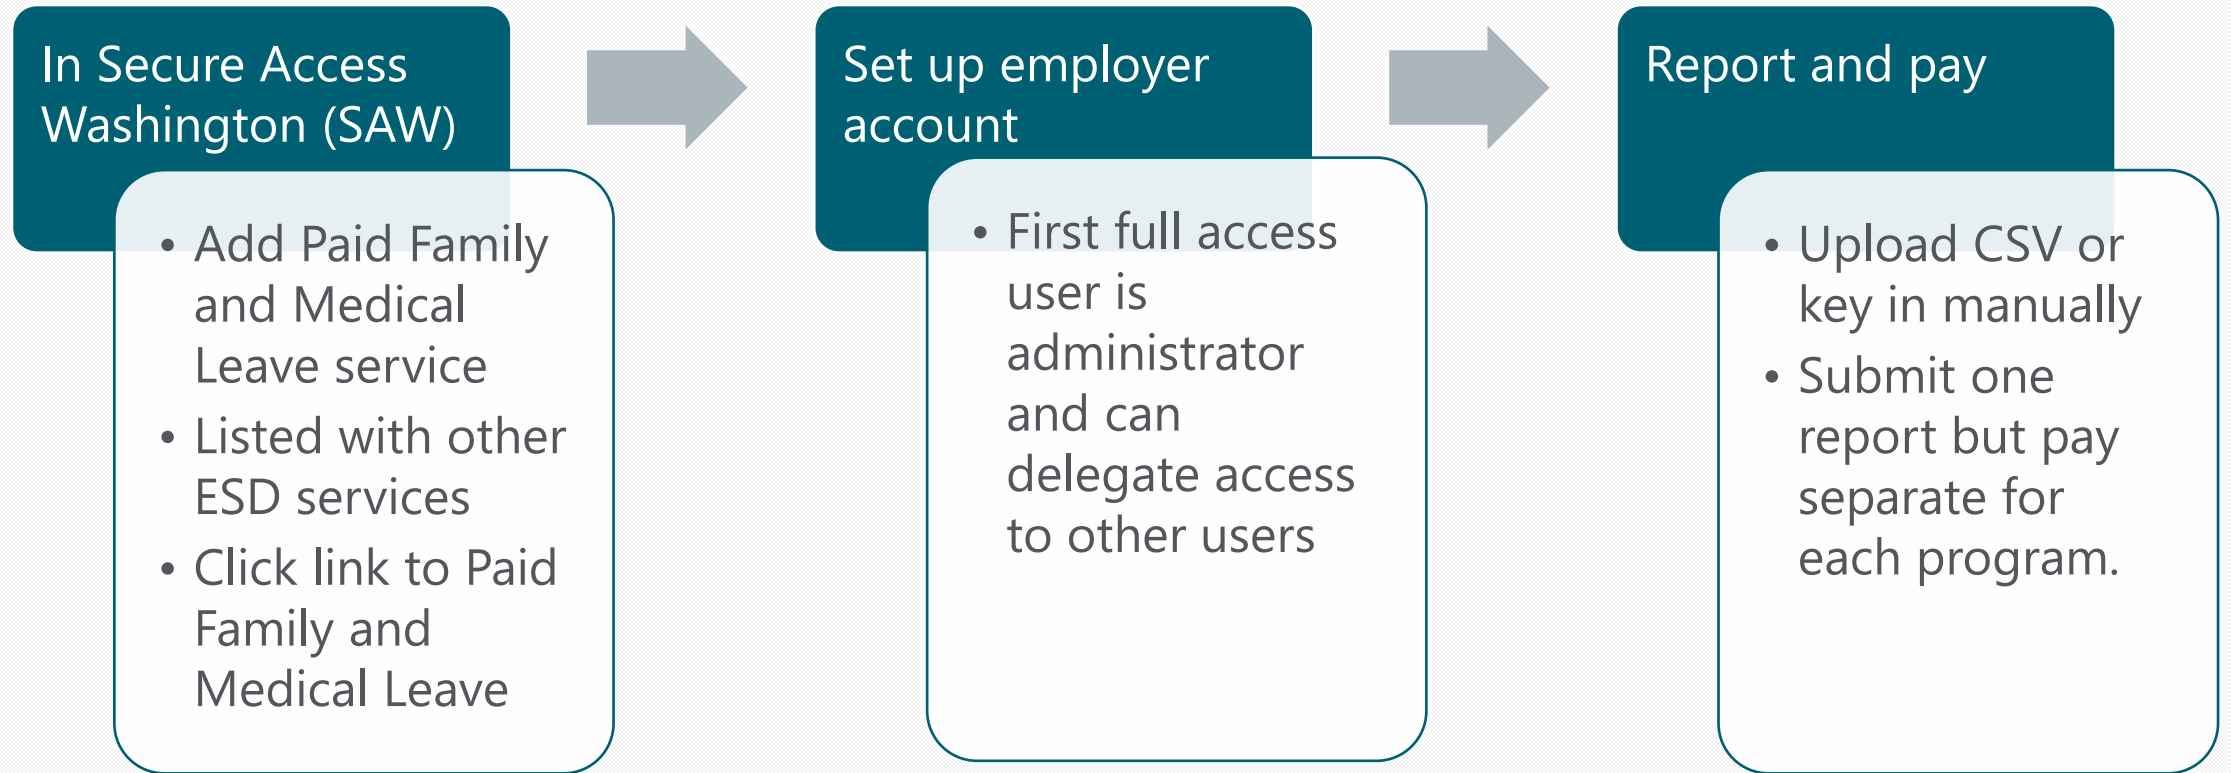 In Secure Access
Washington (SAW)
• Add Paid Family
and Medical
Leave service
• Listed with other
ESD services
• Click link to Paid
Family and
Medical Leave
Set up employer
account
• First full access
user is
administrator
and can
delegate access
to other users
Report and pay
• Upload CSV or
key in manually
• Submit one
report but pay
separate for
each program.